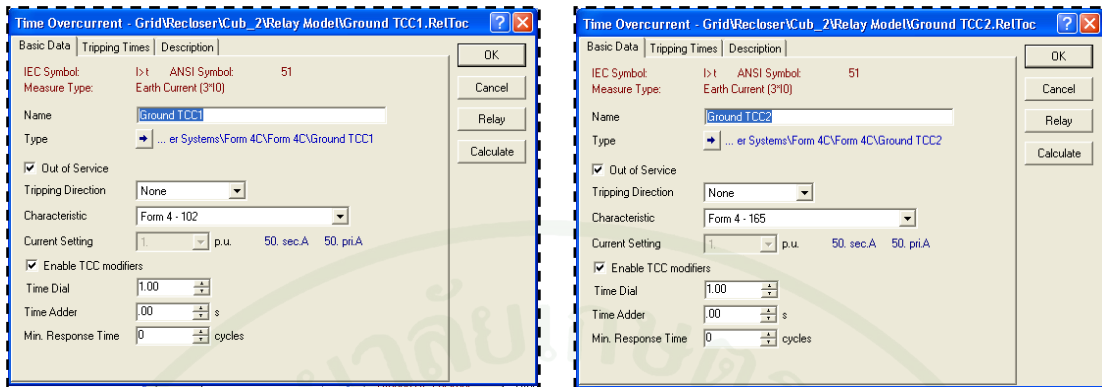 Time Overcurrent - Grid\Recloser\Cub_2\Relay Model\Ground TCC1.RelToc
Basic Data
Tripping Times
Description
IEC Symbol: I>t ANSI Symbol: 51
Measure Type: Earth Current (3*I0)
Name Ground TCC1
Type ... er Systems\Form 4C\Form 4C\Ground TCC1
Out of Service
Tripping Direction None
Characteristic Form 4 - 102
Current Setting 1. p.u. 50. sec.A 50. pri.A
Enable TCC modifiers
Time Dial 1.00
Time Adder .00 s
Min. Response Time 0 cycles
OK
Cancel
Relay
Calculate
Time Overcurrent - Grid\Recloser\Cub_2\Relay Model\Ground TCC2.RelToc
Basic Data
Tripping Times
Description
IEC Symbol: I>t ANSI Symbol: 51
Measure Type: Earth Current (3*I0)
Name Ground TCC2
Type ... er Systems\Form 4C\Form 4C\Ground TCC2
Out of Service
Tripping Direction None
Characteristic Form 4 - 165
Current Setting 1. p.u. 50. sec.A 50. pri.A
Enable TCC modifiers
Time Dial 1.00
Time Adder .00 s
Min. Response Time 0 cycles
OK
Cancel
Relay
Calculate